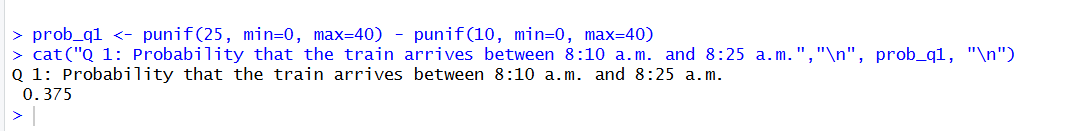 > prob_q1 <- punif(25, min=0, max=40) - punif(10, min=0, max=40)
> cat("Q 1: Probability that the train arrives between 8:10 a.m. and 8:25 a.m.","\n", prob_q1, "\n")
Q 1: Probability that the train arrives between 8:10 a.m. and 8:25 a.m.
 0.375
>